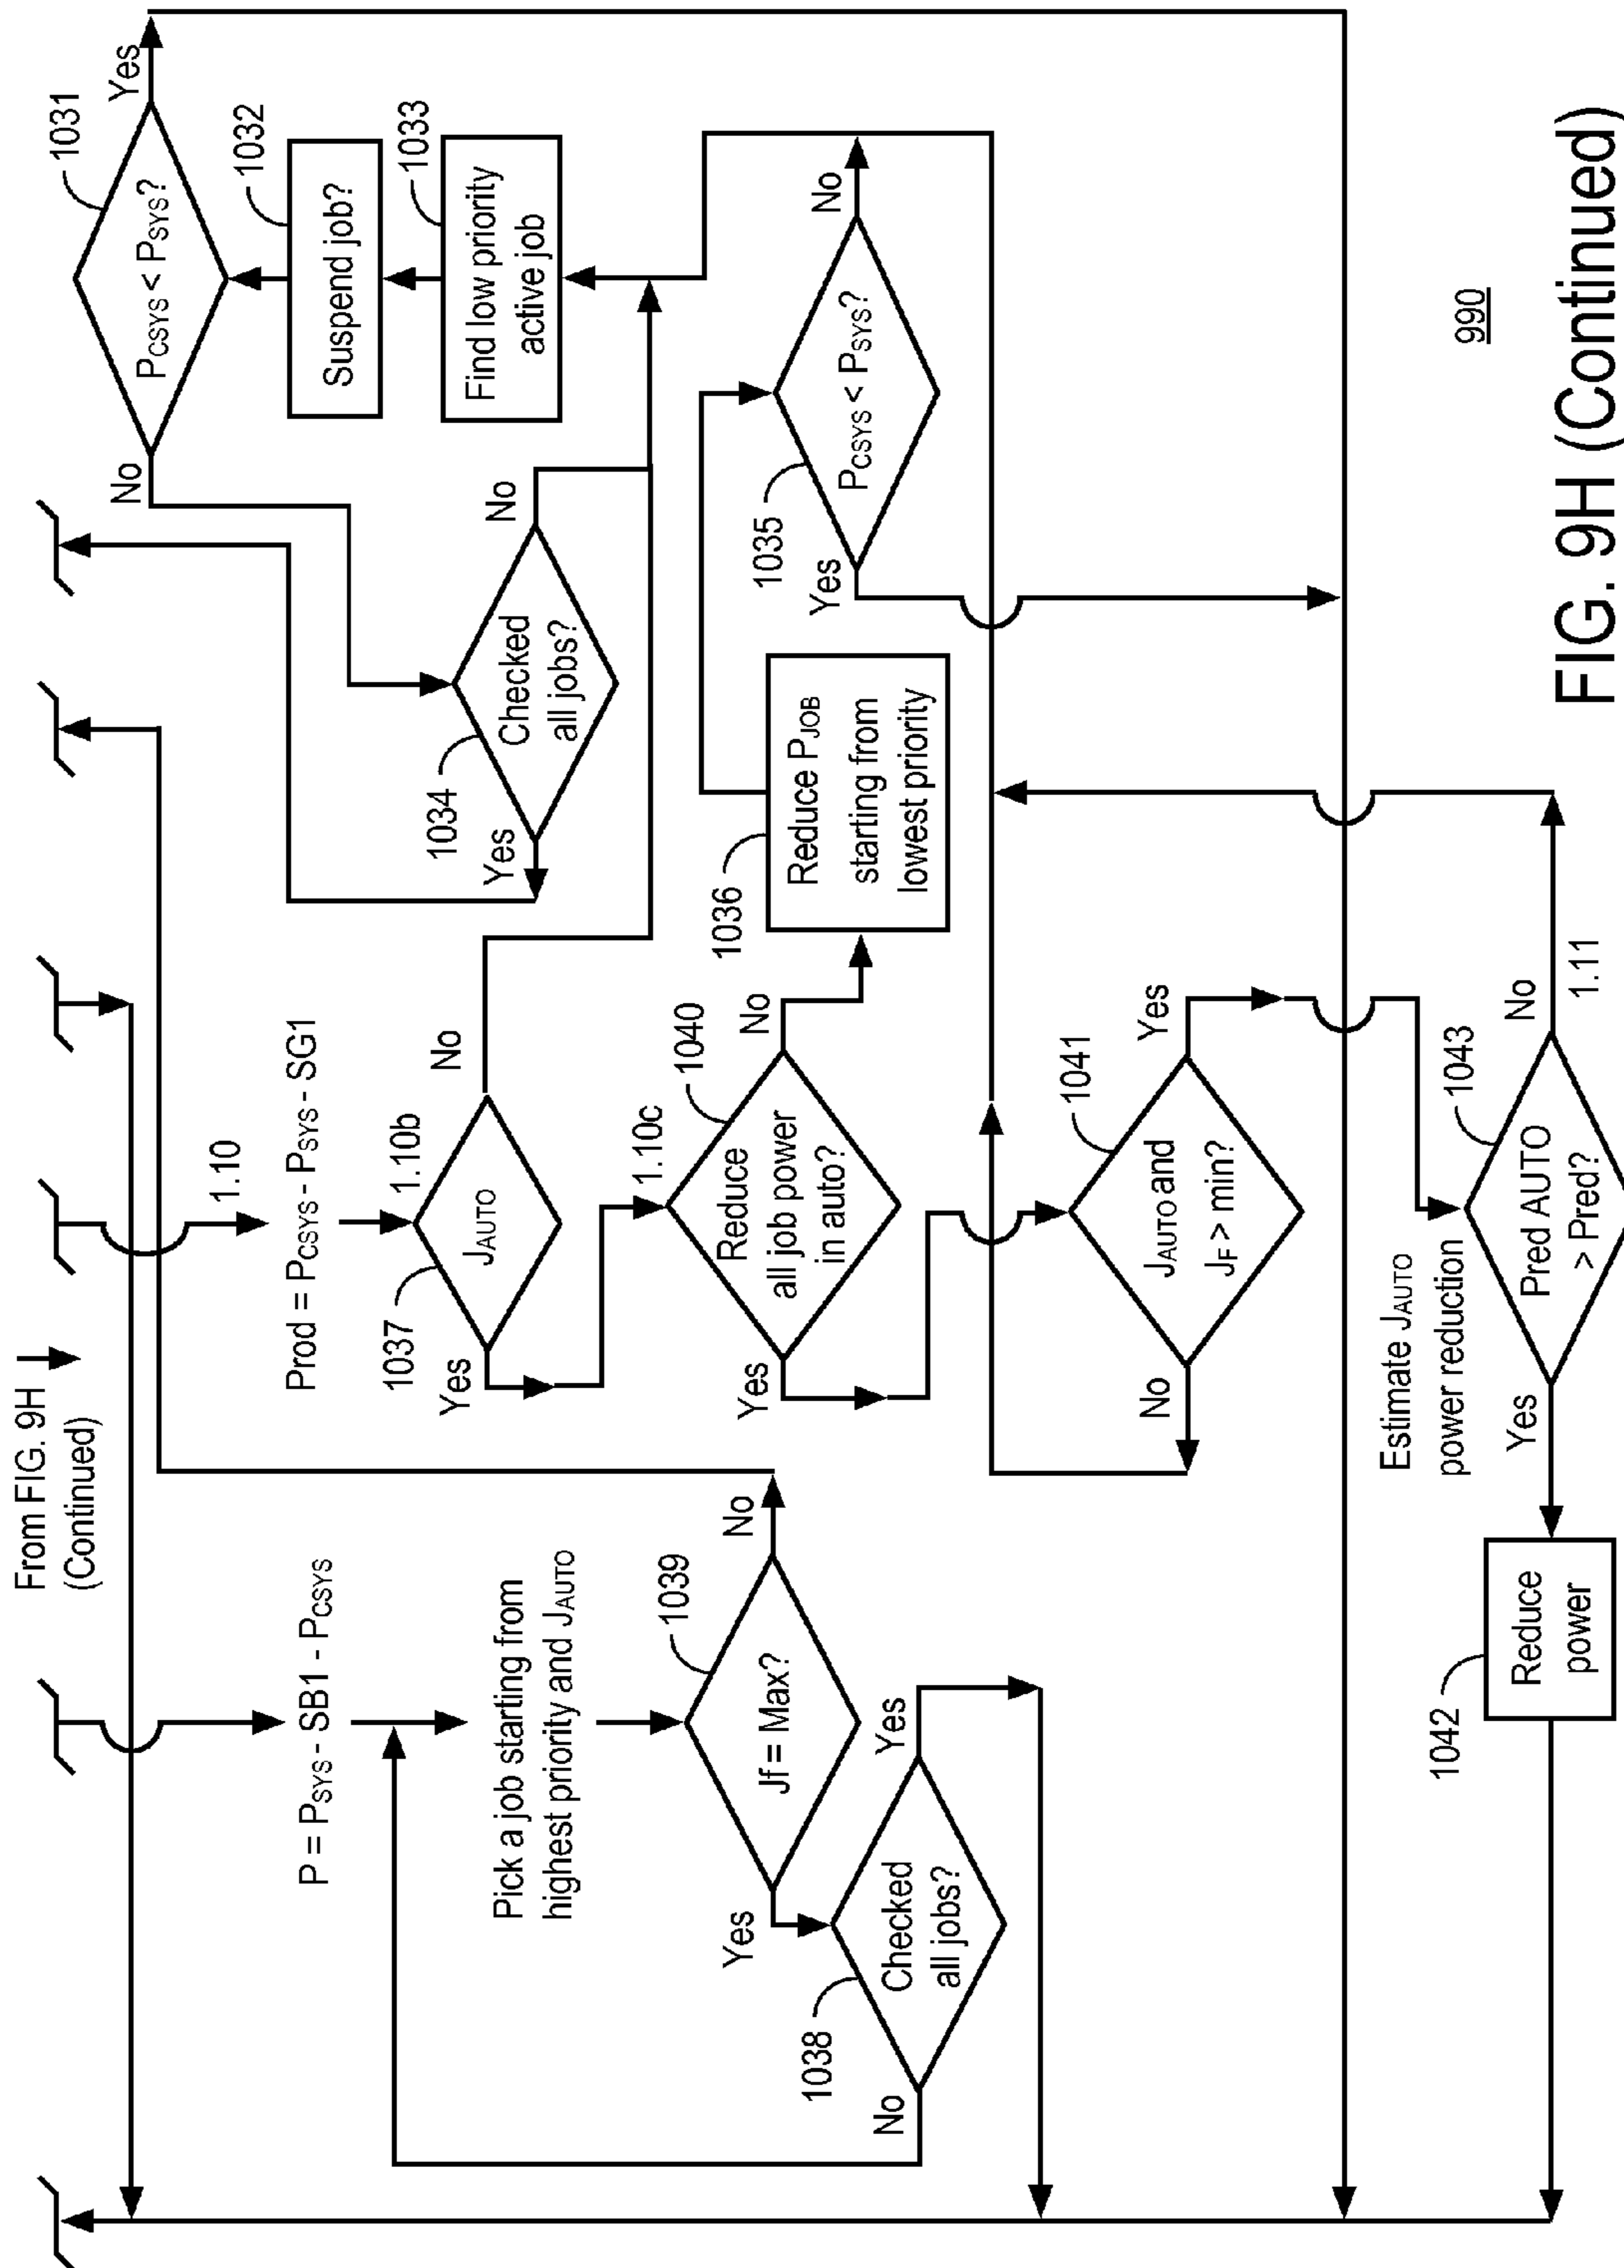 From FIG. 9H
(Continued)
P = PSYS - SB1 - PCSYS
Pick a job starting from
highest priority and JAUTO
1039
Jf = Max?
No
Yes
1038
Checked
all jobs?
Yes
No
1.10
Prod = PCSYS - PSYS - SG1
1037
1.10b
JAUTO
No
Yes
1.10c
1040
Reduce
all job power
in auto?
No
Yes
1041
JAUTO and
JF > min?
Yes
No
Estimate JAUTO
power reduction
1043
Pred AUTO
> Pred?
No
1.11
Yes
1042
Reduce
power
1031
PCSYS < PSYS?
Yes
No
1032
Suspend job?
1033
Find low priority
active job
1034
Checked
all jobs?
No
Yes
1035
PCSYS < PSYS?
No
Yes
1036
Reduce PJOB
starting from
lowest priority
990
FIG. 9H (Continued)